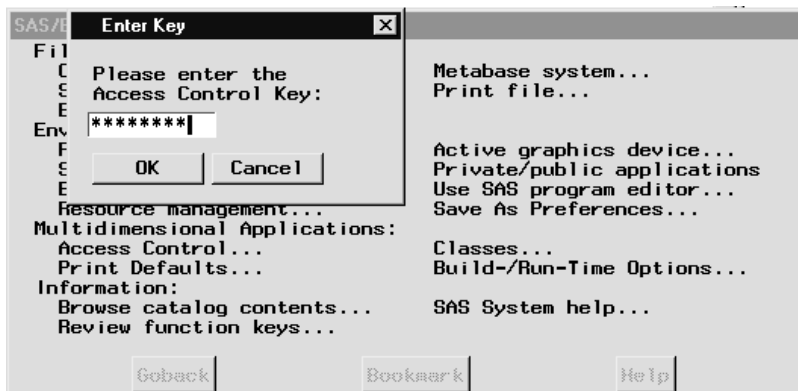 SAS/E
Enter Key
Please enter the
Access Control Key:
********
OK Cancel
Fil
Metabase system...
Print file...
Env
Active graphics device...
Private/public applications
Use SAS program editor...
Resource management... Save As Preferences...
Multidimensional Applications:
Access Control... Classes...
Print Defaults... Build-/Run-Time Options...
Information:
Browse catalog contents... SAS System help...
Review function keys...
Goback Bookmark Help